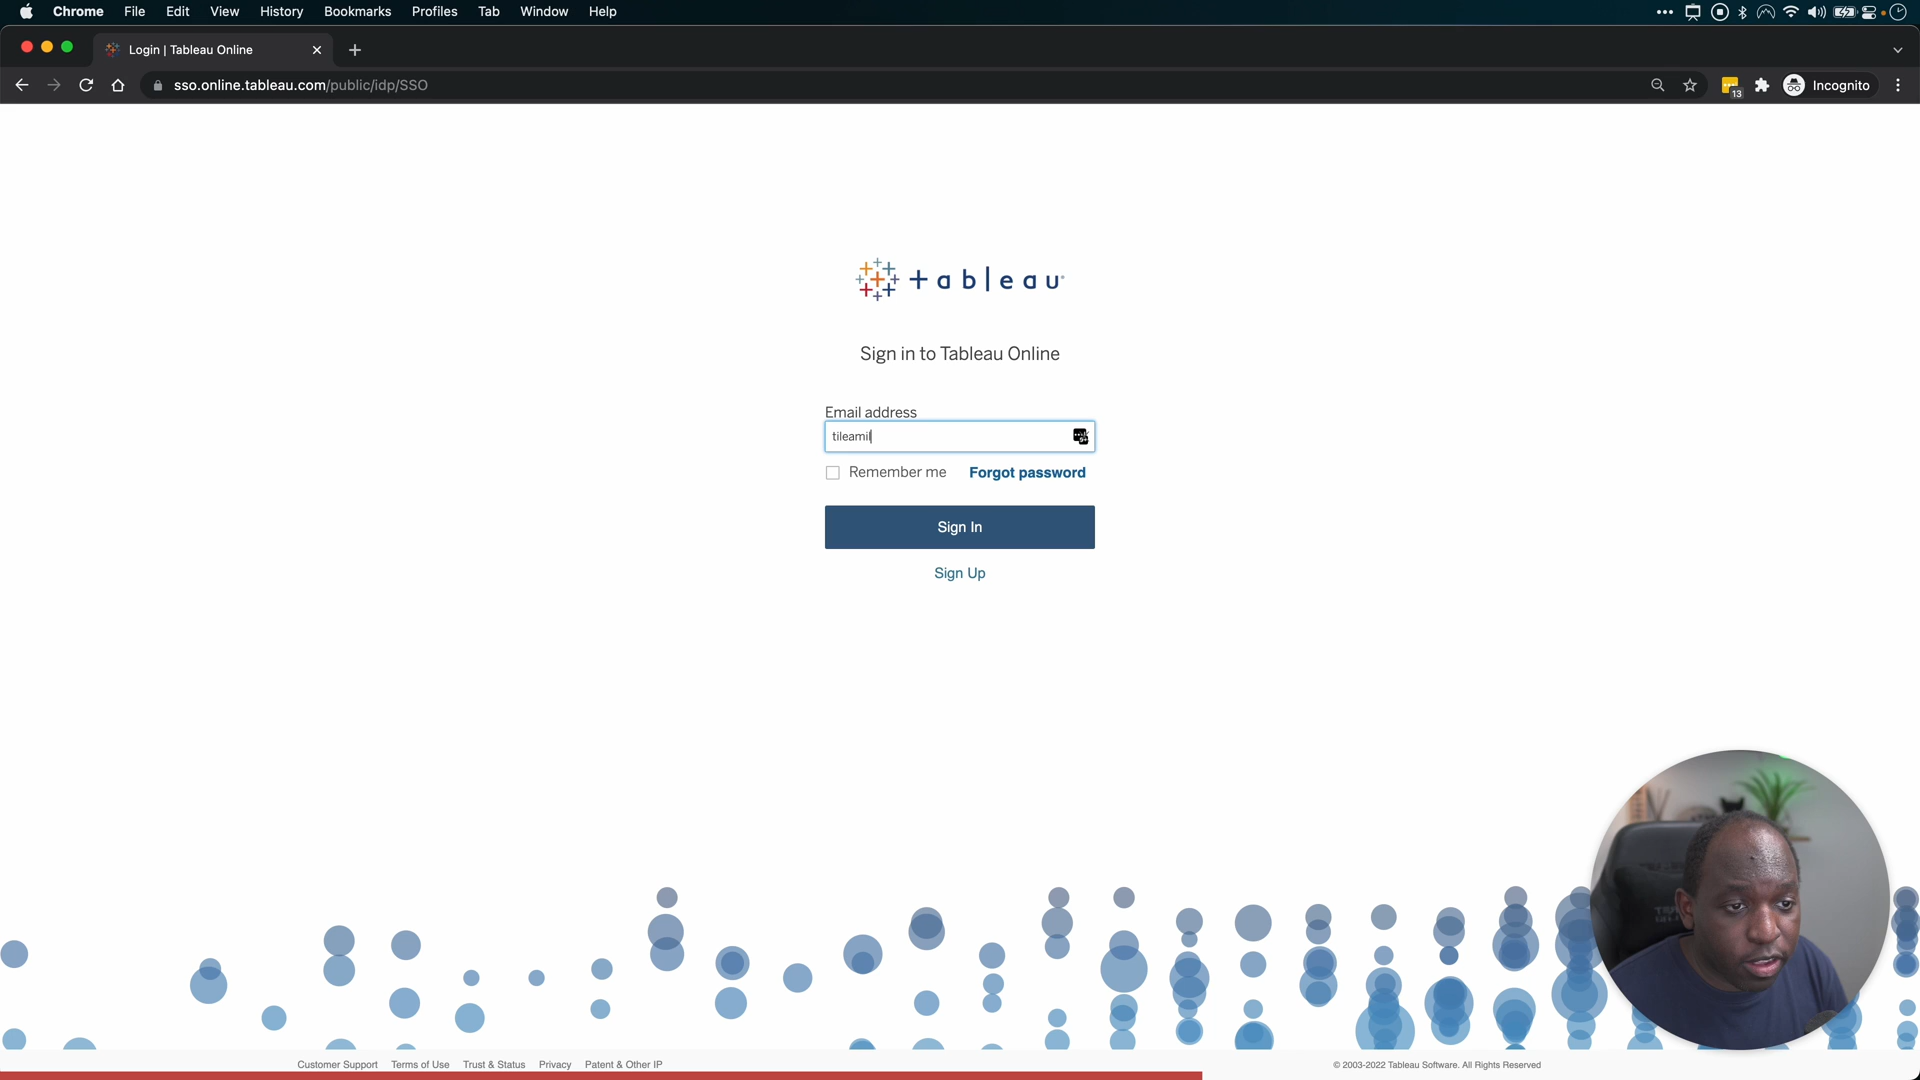 Chrome File Edit View History Bookmarks Profiles Tab Window Help
Login | Tableau Online
sso.online.tableau.com/public/idp/SSO
13
Incognito
+ableau
Sign in to Tableau Online
Email address
tileamil
Remember me Forgot password
Sign In
Sign Up
Customer Support Terms of Use Trust & Status Privacy Patent & Other IP
© 2003-2022 Tableau Software. All Rights Reserved